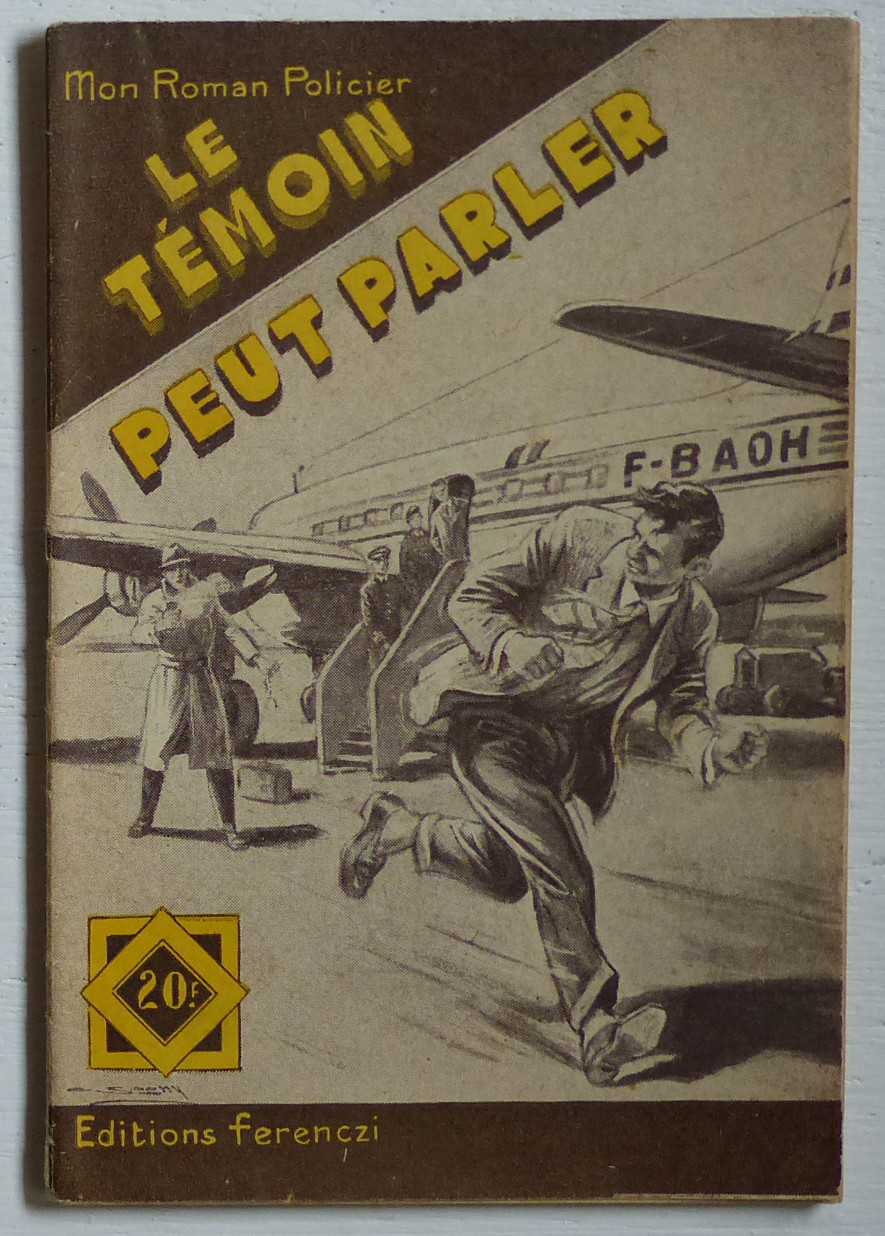 Mon Roman Policier
LE
TÉMOIN
PEUT PARLER
F-BAOH
20F
Editions ferenczi